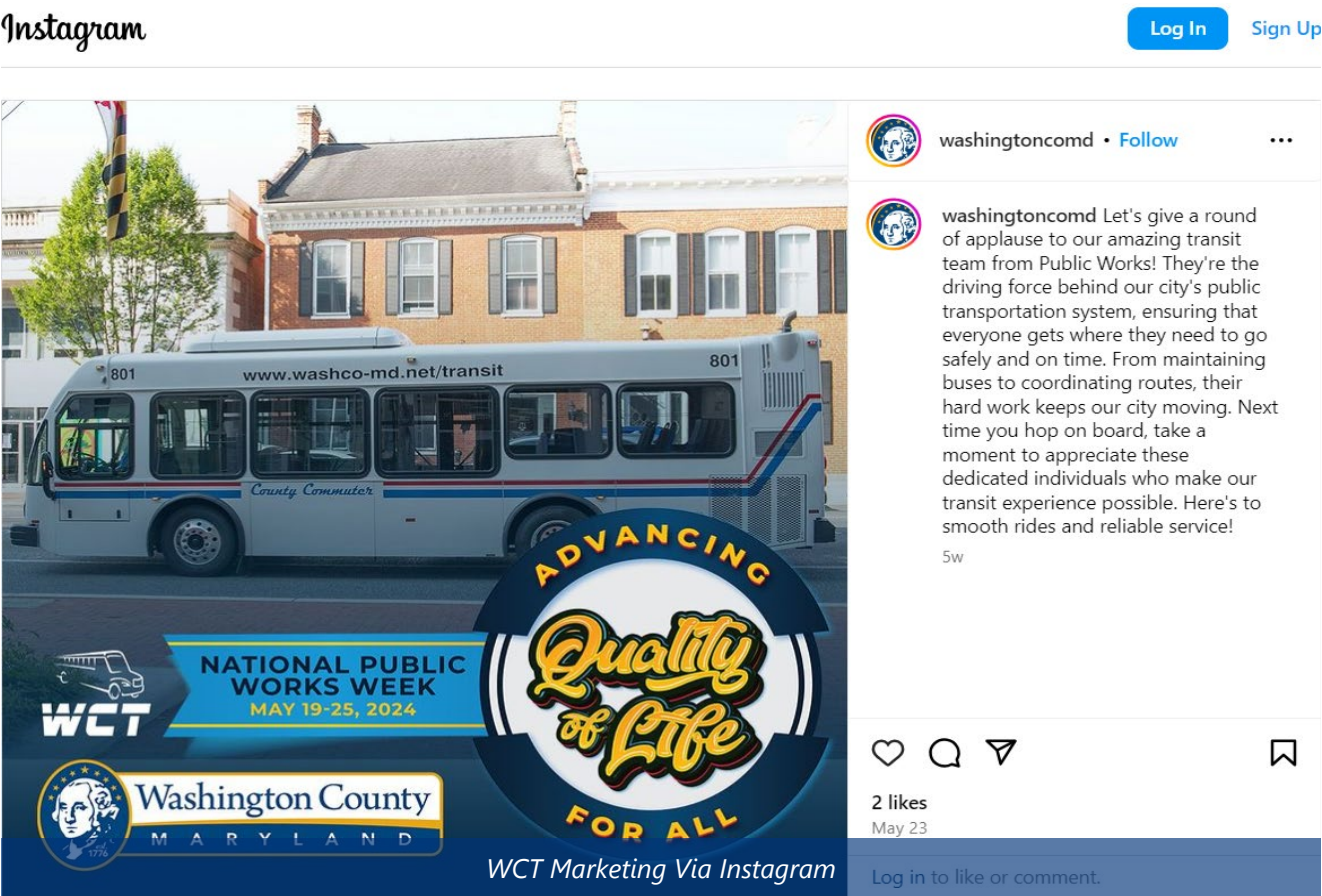 Instagram
Log In
Sign Up
801
www.washco-md.net/transit
801
County Commuter
ADVANCING
Quality
of Life
FOR ALL
NATIONAL PUBLIC
WORKS WEEK
MAY 19-25, 2024
WCT
Washington County
MARYLAND
est
1776
washingtoncomd • Follow
washingtoncomd Let's give a round
of applause to our amazing transit
team from Public Works! They're the
driving force behind our city's public
transportation system, ensuring that
everyone gets where they need to go
safely and on time. From maintaining
buses to coordinating routes, their
hard work keeps our city moving. Next
time you hop on board, take a
moment to appreciate these
dedicated individuals who make our
transit experience possible. Here's to
smooth rides and reliable service!
5w
2 likes
May 23
Log in to like or comment.
WCT Marketing Via Instagram